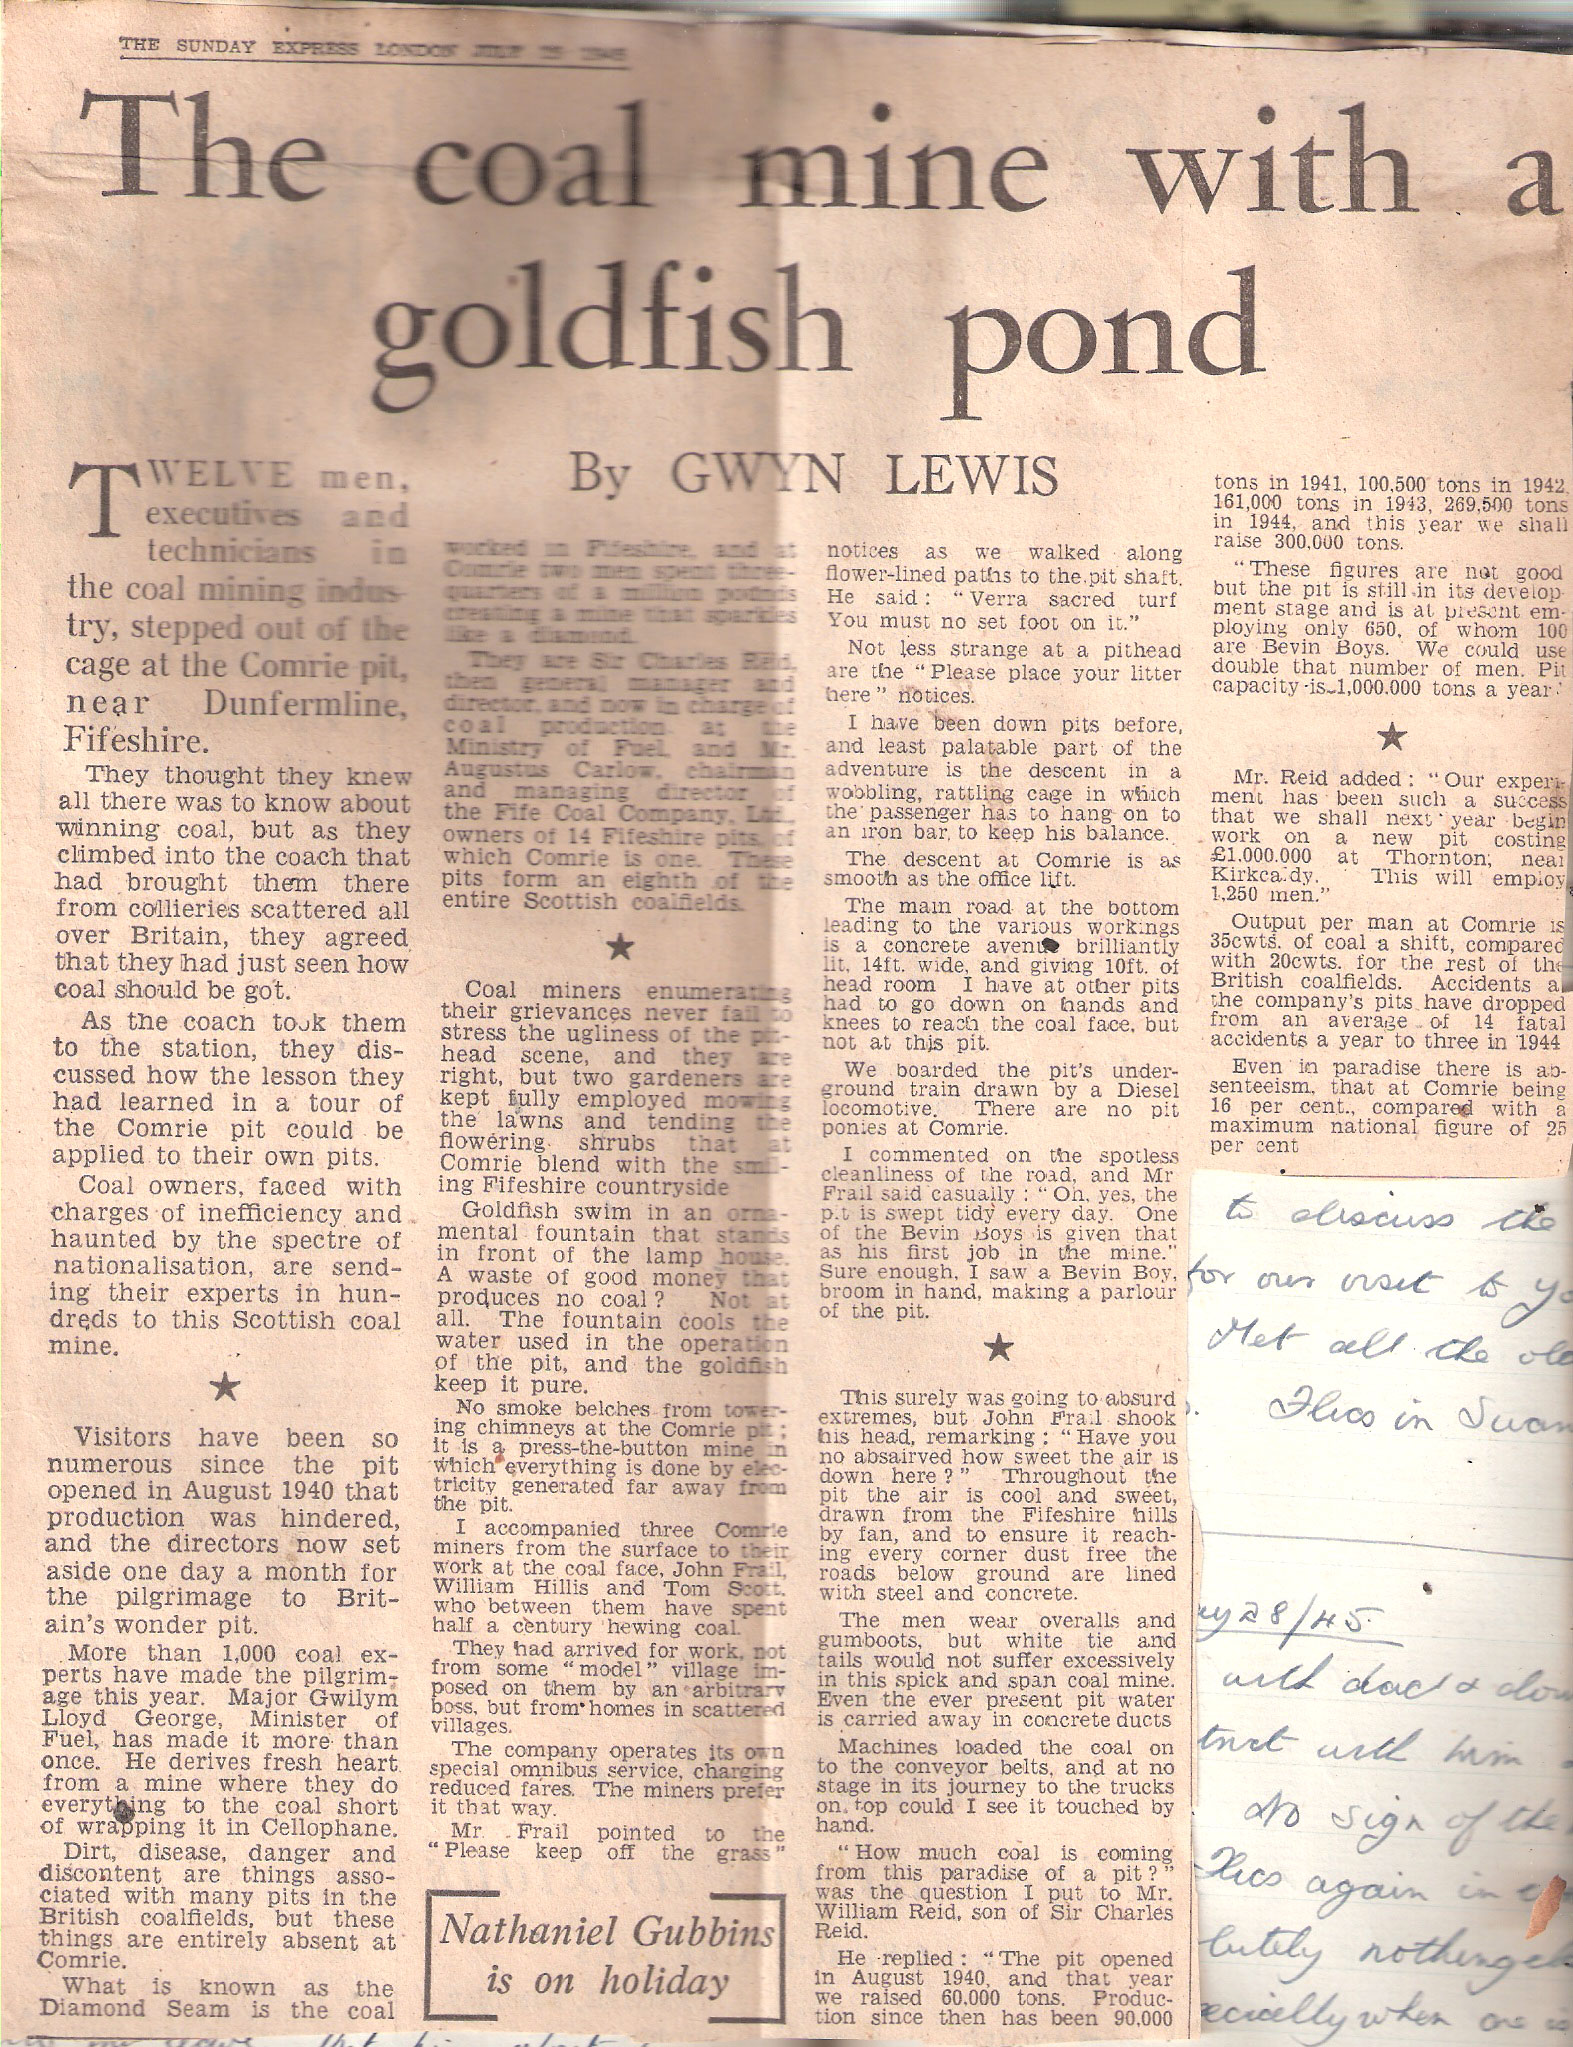 THE SUNDAY EXPRESS LONDON JULY
The coal mine with a
goldfish pond
By GWYN LEWIS
TWELVE men,
executives and
technicians in
the coal mining indus-
try, stepped out of the
cage at the Comrie pit,
near Dunfermline,
Fifeshire.
They thought they knew
all there was to know about
winning coal, but as they
climbed into the coach that
had brought them there
from collieries scattered all
over Britain, they agreed
that they had just seen how
coal should be got.
As the coach took them
to the station, they dis-
cussed how the lesson they
had learned in a tour of
the Comrie pit could be
applied to their own pits.
Coal owners, faced with
charges of inefficiency and
haunted by the spectre of
nationalisation, are send-
ing their experts in hun-
dreds to this Scottish coal
mine.
★
Visitors have been so
numerous since the pit
opened in August 1940 that
production was hindered,
and the directors now set
aside one day a month for
the pilgrimage to Brit-
ain's wonder pit.
More than 1,000 coal ex-
perts have made the pilgrim-
age this year. Major Gwilym
Lloyd George, Minister of
Fuel, has made it more than
once. He derives fresh heart
from a mine where they do
everything to the coal short
of wrapping it in Cellophane.
Dirt, disease, danger and
discontent are things asso-
ciated with many pits in the
British coalfields, but these
things are entirely absent at
Comrie.
What is known as the
Diamond Seam is the coal
worked in Fifeshire, and at
Comrie two men spent three-
quarters of a million pounds
creating a mine that sparkles
like a diamond.
They are Sir Charles Reid,
then general manager and
director, and now in charge of
coal production at the
Ministry of Fuel, and Mr.
Augustus Carlow, chairman
and managing director of
the Fife Coal Company, Ltd.,
owners of 14 Fifeshire pits, of
which Comrie is one. These
pits form an eighth of the
entire Scottish coalfields.
★
Coal miners enumerating
their grievances never fail to
stress the ugliness of the pit-
head scene, and they are
right, but two gardeners are
kept fully employed mowing
the lawns and tending the
flowering shrubs that at
Comrie blend with the smil-
ing Fifeshire countryside
Goldfish swim in an orna-
mental fountain that stands
in front of the lamp house.
A waste of good money that
produces no coal? Not at
all. The fountain cools the
water used in the operation
of the pit, and the goldfish
keep it pure.
No smoke belches from tower-
ing chimneys at the Comrie pit;
it is a press-the-button mine in
which everything is done by elec-
tricity generated far away from
the pit.
I accompanied three Comrie
miners from the surface to their
work at the coal face, John Frail,
William Hillis and Tom Scott,
who between them have spent
half a century hewing coal.
They had arrived for work, not
from some "model" village im-
posed on them by an arbitrary
boss, but from homes in scattered
villages.
The company operates its own
special omnibus service, charging
reduced fares. The miners prefer
it that way.
Mr. Frail pointed to the
"Please keep off the grass"
Nathaniel Gubbins
is on holiday
notices as we walked along
flower-lined paths to the pit shaft.
He said: "Verra sacred turf
You must no set foot on it."
Not less strange at a pithead
are the "Please place your litter
here" notices.
I have been down pits before,
and least palatable part of the
adventure is the descent in a
wobbling, rattling cage in which
the passenger has to hang on to
an iron bar, to keep his balance.
The descent at Comrie is as
smooth as the office lift.
The main road at the bottom
leading to the various workings
is a concrete avenue brilliantly
lit, 14ft. wide, and giving 10ft. of
head room I have at other pits
had to go down on hands and
knees to reach the coal face, but
not at this pit.
We boarded the pit's under-
ground train drawn by a Diesel
locomotive. There are no pit
ponies at Comrie.
I commented on the spotless
cleanliness of the road, and Mr
Frail said casually: "Oh, yes, the
pit is swept tidy every day. One
of the Bevin Boys is given that
as his first job in the mine."
Sure enough, I saw a Bevin Boy,
broom in hand, making a parlour
of the pit.
★
This surely was going to absurd
extremes, but John Frail shook
his head, remarking: "Have you
no absairved how sweet the air is
down here?" Throughout the
pit the air is cool and sweet,
drawn from the Fifeshire hills
by fan, and to ensure it reach-
ing every corner dust free the
roads below ground are lined
with steel and concrete.
The men wear overalls and
gumboots, but white tie and
tails would not suffer excessively
in this spick and span coal mine.
Even the ever present pit water
is carried away in concrete ducts
Machines loaded the coal on
to the conveyor belts, and at no
stage in its journey to the trucks
on top could I see it touched by
hand.
"How much coal is coming
from this paradise of a pit?"
was the question I put to Mr.
William Reid, son of Sir Charles
Reid.
He replied: "The pit opened
in August 1940, and that year
we raised 60,000 tons. Produc-
tion since then has been 90,000
tons in 1941, 100,500 tons in 1942,
161,000 tons in 1943, 269,500 tons
in 1944, and this year we shall
raise 300,000 tons.
"These figures are not good
but the pit is still in its develop-
ment stage and is at present em-
ploying only 650, of whom 100
are Bevin Boys. We could use
double that number of men. Pit
capacity is 1,000.000 tons a year."
★
Mr. Reid added: "Our experi-
ment has been such a success
that we shall next year begin
work on a new pit costing
£1.000.000 at Thornton, near
Kirkcaldy. This will employ
1,250 men."
Output per man at Comrie is
35cwts. of coal a shift, compared
with 20cwts. for the rest of the
British coalfields. Accidents at
the company's pits have dropped
from an average of 14 fatal
accidents a year to three in 1944
Even in paradise there is ab-
senteeism, that at Comrie being
16 per cent., compared with a
maximum national figure of 25
per cent
to discuss the
for our visit to
Met all the
Flics in
28/45
with dad &
with him
No sign of the
Flics again in
nothing
when one is